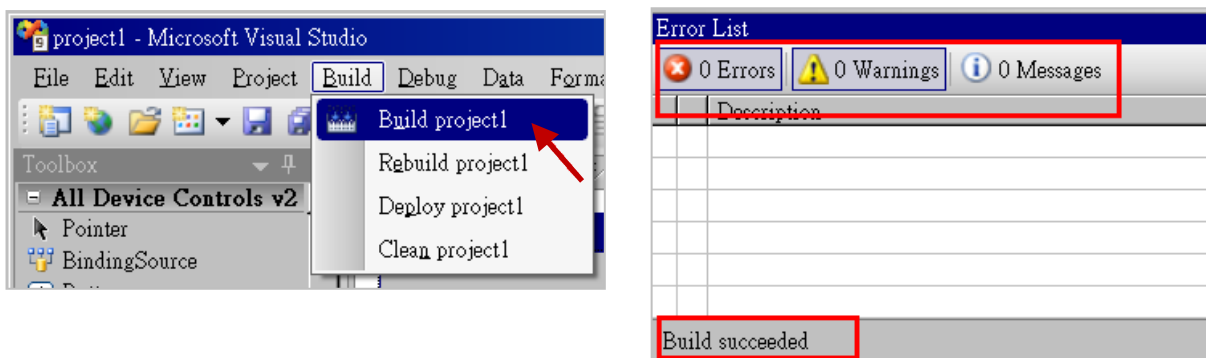 project1 - Microsoft Visual Studio
File Edit View Project Build Debug Data Forma
Build project1
Rebuild project1
Deploy project1
Clean project1
Toolbox
All Device Controls v2
Pointer
BindingSource
Error List
0 Errors 0 Warnings 0 Messages
Description
Build succeeded